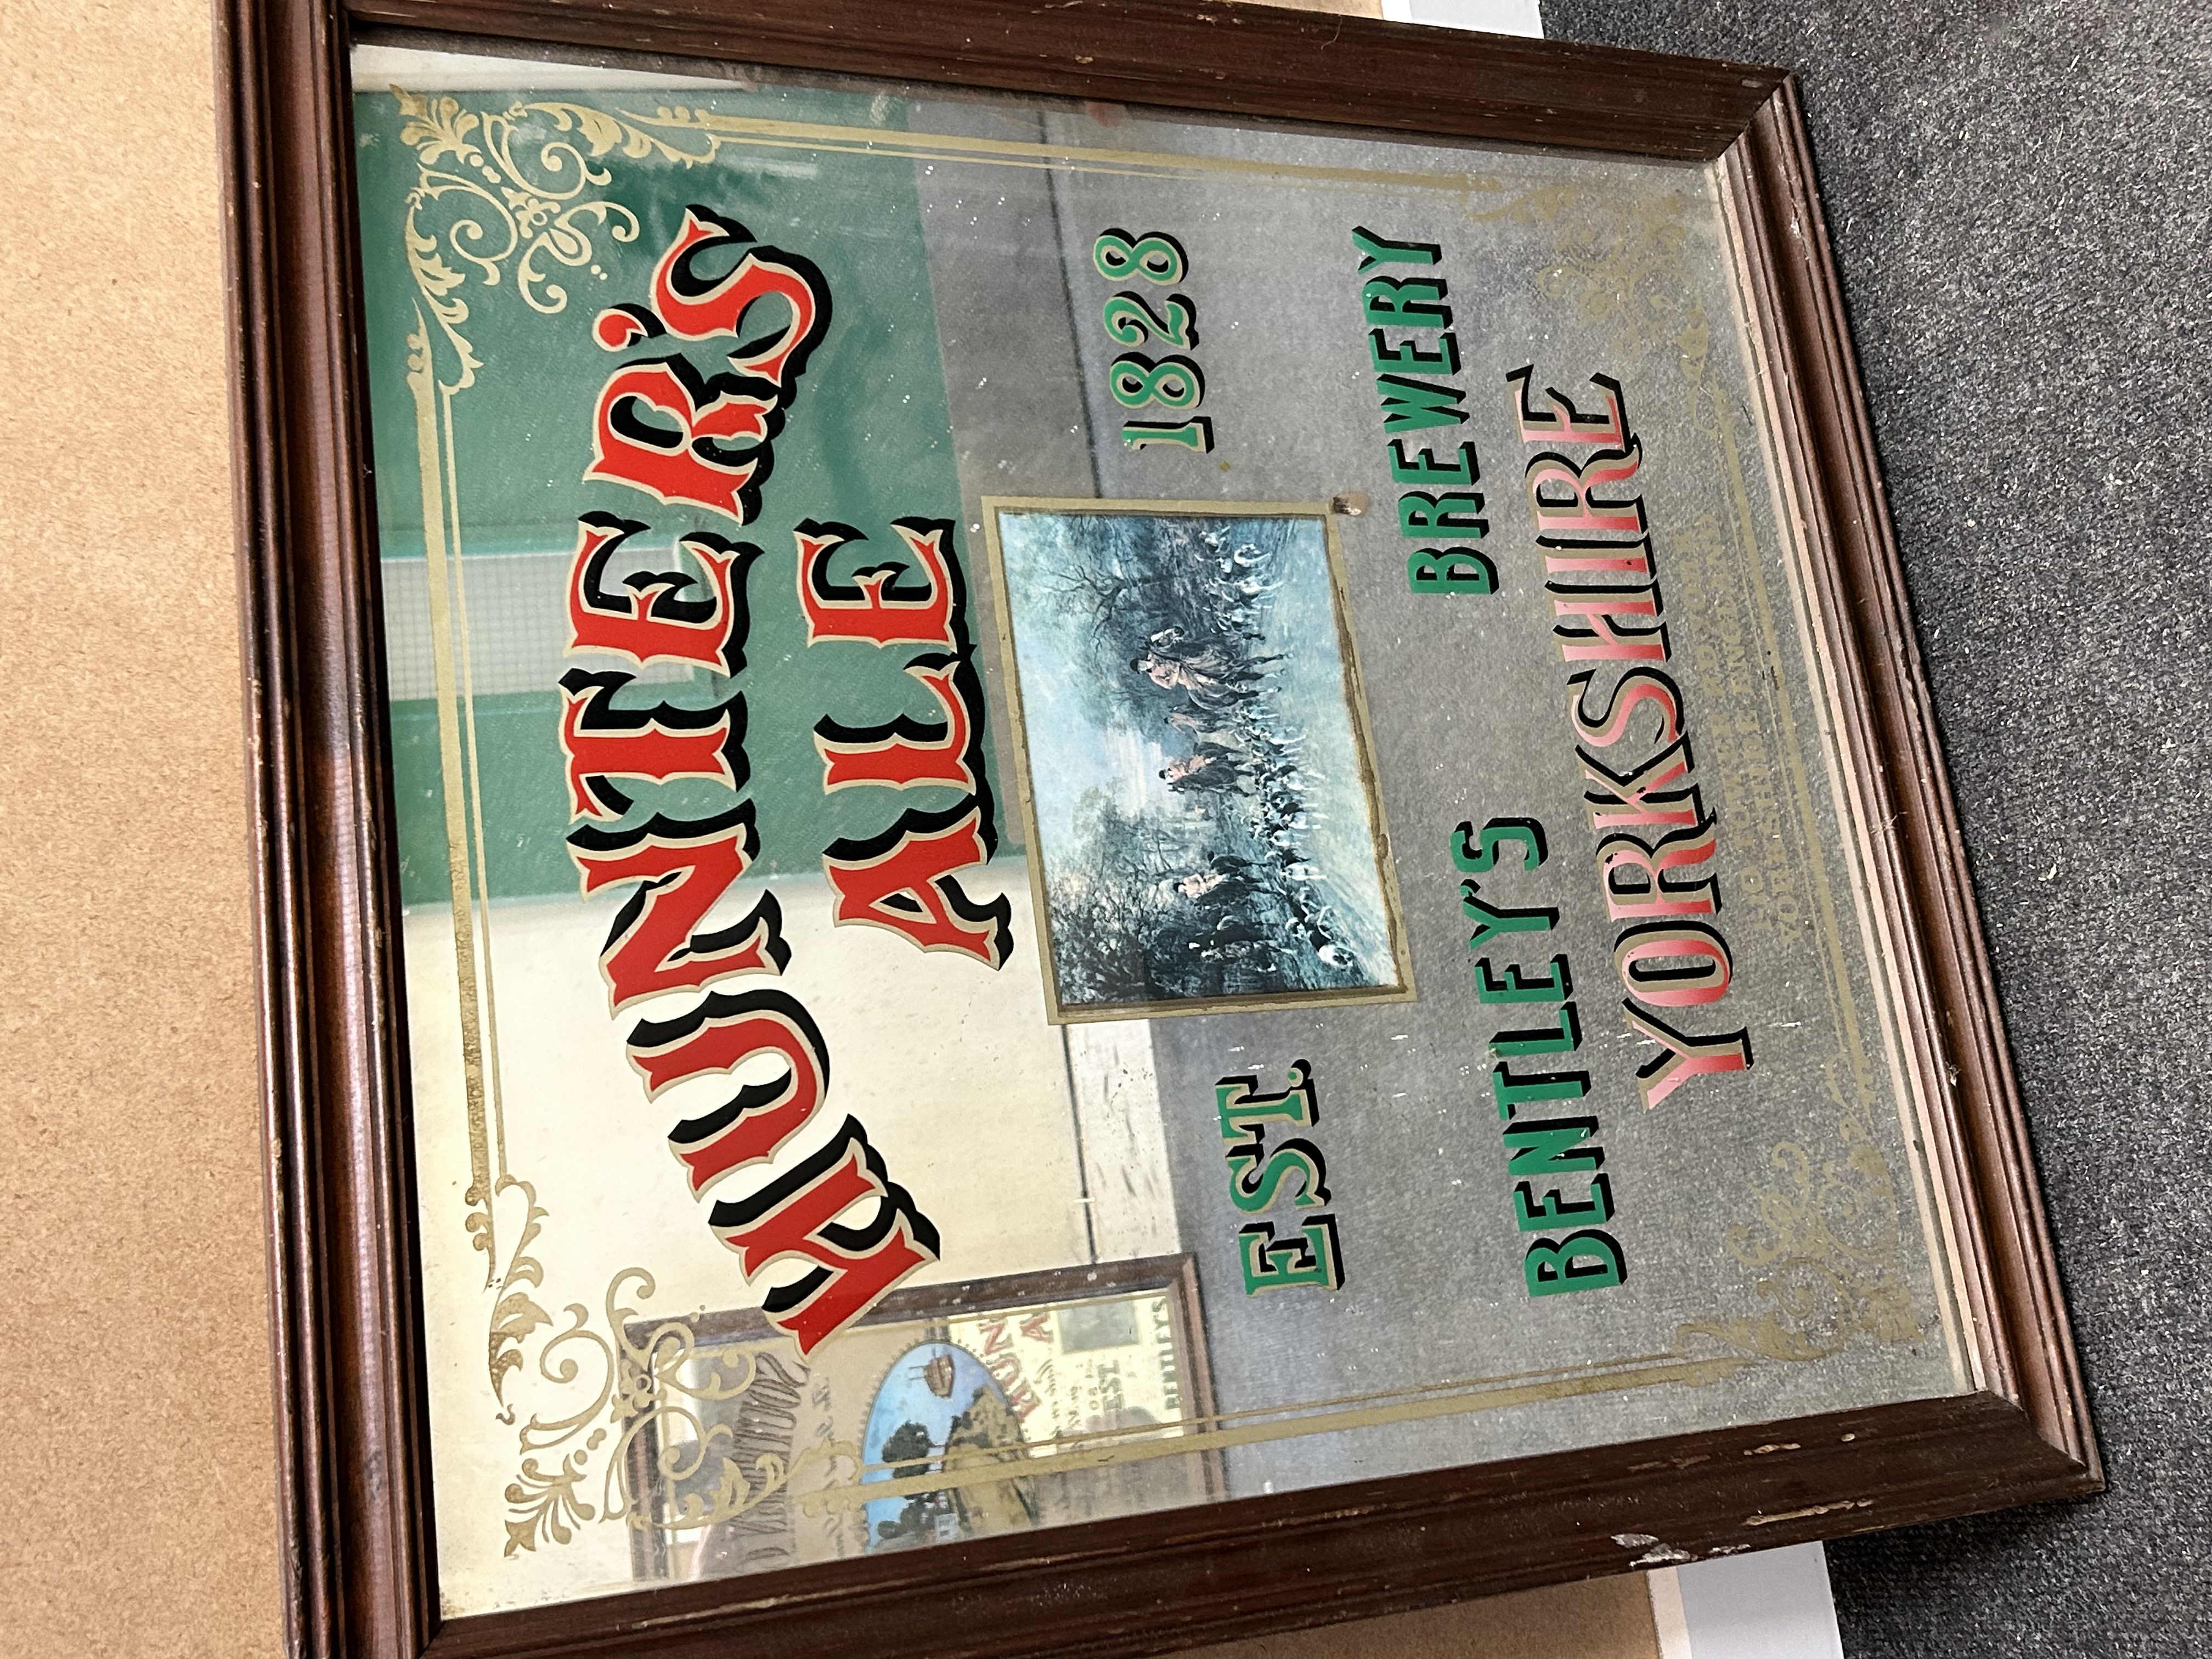 HUNTER'S
ALE
EST. 1828
BENTLEY'S BREWERY
YORKSHIRE